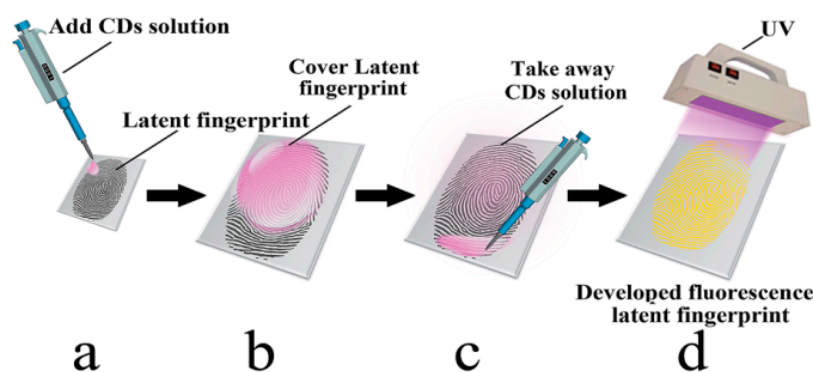 Add CDs solution
Latent fingerprint
Cover Latent
fingerprint
Take away
CDs solution
UV
Developed fluorescence
latent fingerprint
a
b
c
d